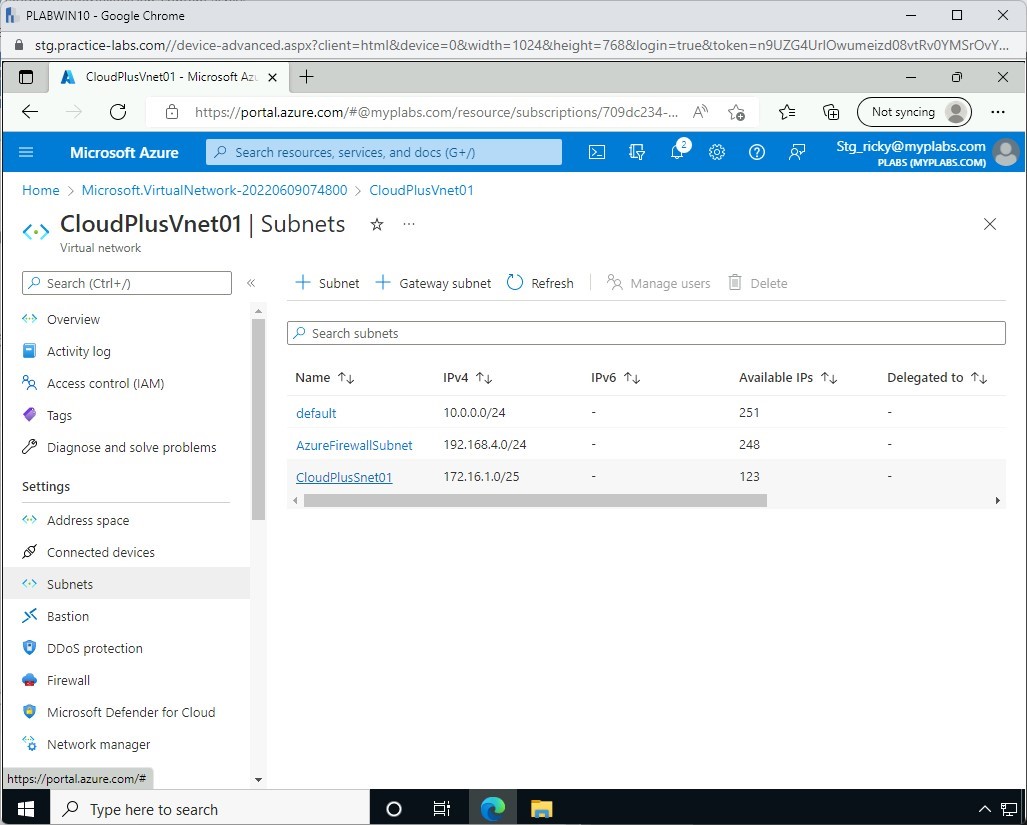 PLABWIN10 - Google Chrome
stg.practice-labs.com//device-advanced.aspx?client=html&device=0&width=1024&height=768&login=true&token=n9UZG4UrIOwumeizd08vtRv0YMSrOvY...
CloudPlusVnet01 - Microsoft Azu
https://portal.azure.com/#@myplabs.com/resource/subscriptions/709dc234-...
Not syncing
Microsoft Azure
Search resources, services, and docs (G+/)
2
Stg_ricky@myplabs.com
PLABS (MYPLABS.COM)
Home > Microsoft.VirtualNetwork-20220609074800 > CloudPlusVnet01
CloudPlusVnet01 | Subnets
Virtual network
Search (Ctrl+/)
Subnet Gateway subnet Refresh Manage users Delete
Overview
Activity log
Access control (IAM)
Tags
Diagnose and solve problems
Settings
Address space
Connected devices
Subnets
Bastion
DDoS protection
Firewall
Microsoft Defender for Cloud
Network manager
Search subnets
Name IPv4 IPv6 Available IPs Delegated to
default 10.0.0.0/24 - 251 -
AzureFirewallSubnet 192.168.4.0/24 - 248 -
CloudPlusSnet01 172.16.1.0/25 - 123 -
https://portal.azure.com/#
Type here to search